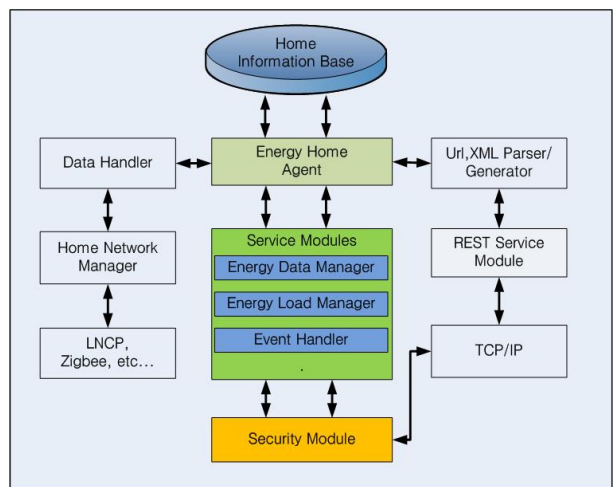 Home
Information Base
Data Handler
Energy Home
Agent
Url,XML Parser/
Generator
Home Network
Manager
Service Modules
Energy Data Manager
Energy Load Manager
Event Handler
.
REST Service
Module
LNCP,
Zigbee, etc...
TCP/IP
Security Module